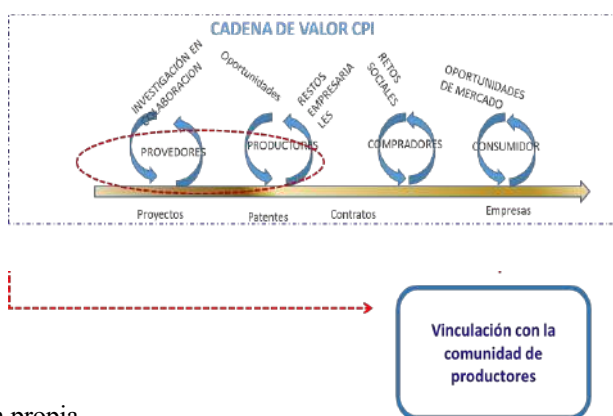 CADENA DE VALOR CPI
INVESTIGACIÓN EN
COLABORACION
Oportunidades
RESTOS
EMPRESARIA
LES
RETOS
SOCIALES
OPORTUNIDADES
DE MERCADO
PROVEDORES
PRODUCTORES
COMPRADORES
CONSUMIDOR
Proyectos
Patentes
Contratos
Empresas
Vinculación con la
comunidad de
productores
propia